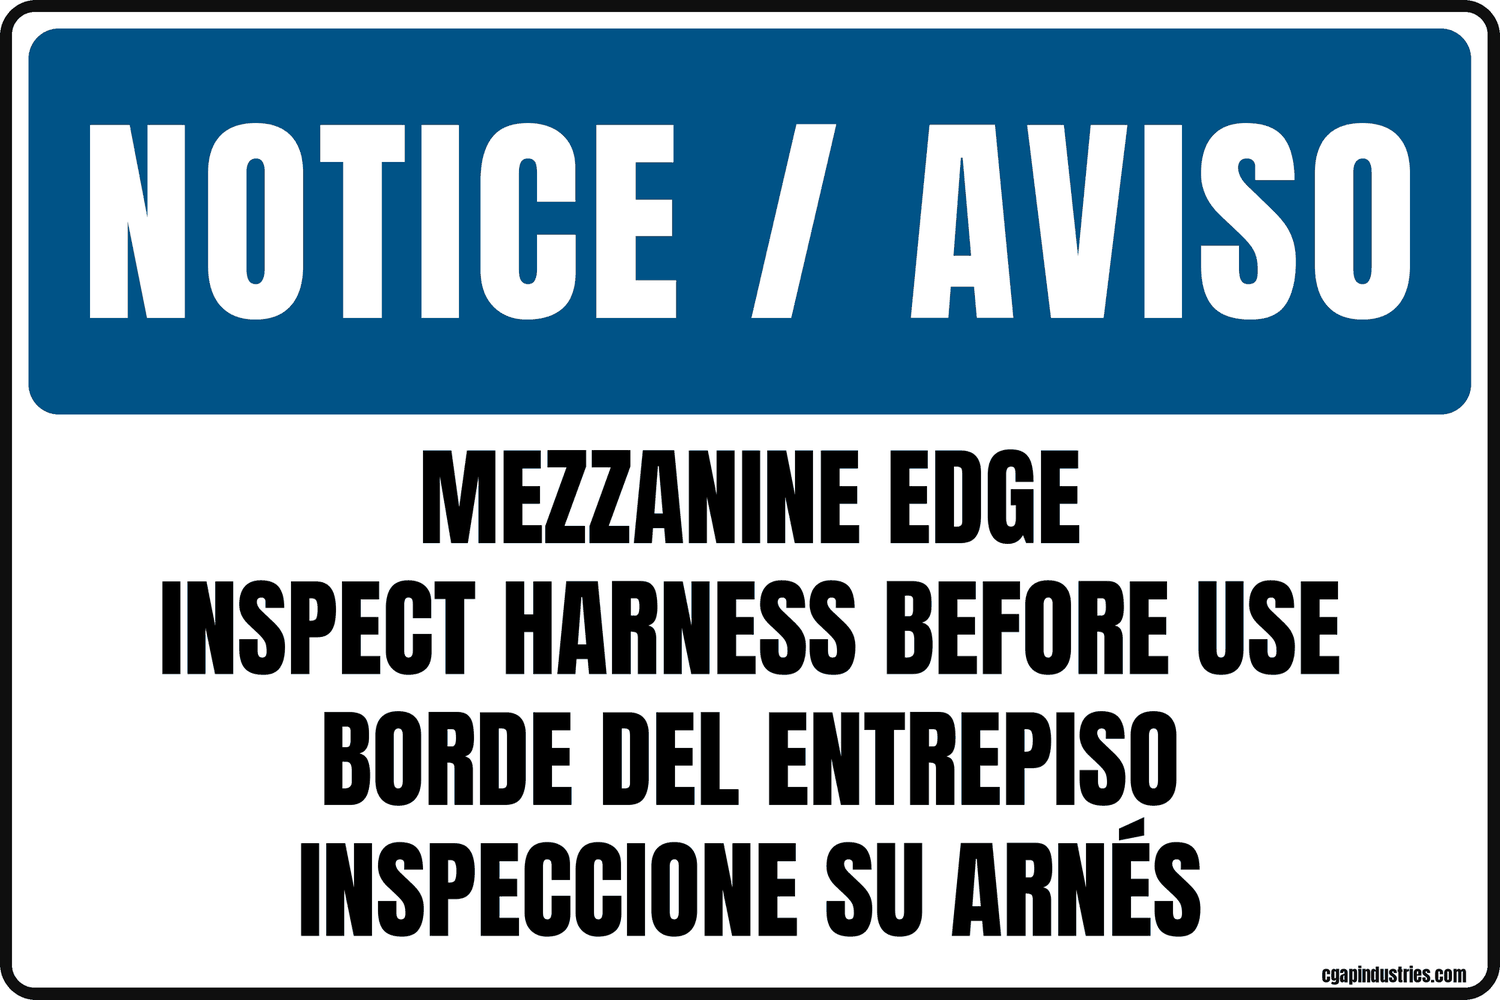 NOTICE / AVISO
MEZZANINE EDGE
INSPECT HARNESS BEFORE USE
BORDE DEL ENTREPISO
INSPECCIONE SU ARNÉS
cgapindustries.com